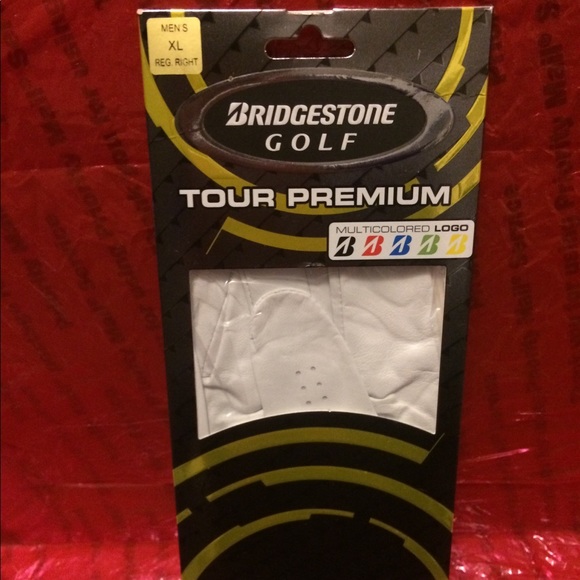 MEN'S
XL
REG. RIGHT
BRIDGESTONE
GOLF
TOUR PREMIUM
MULTICOLORED LOGO
B B B B B